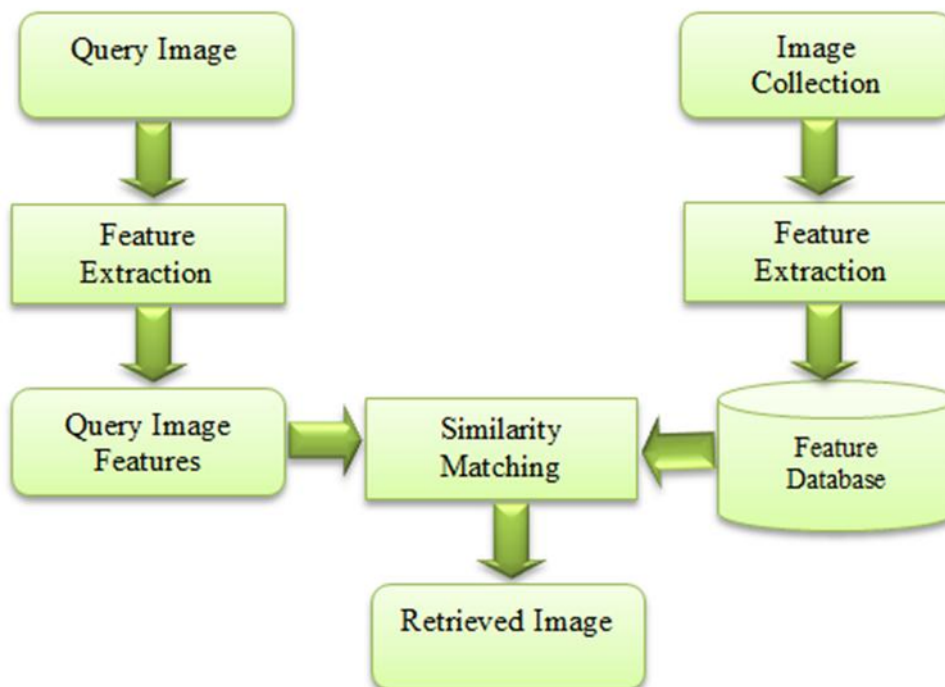 Query Image
Image
Collection
Feature
Extraction
Feature
Extraction
Query Image
Features
Similarity
Matching
Feature
Database
Retrieved Image